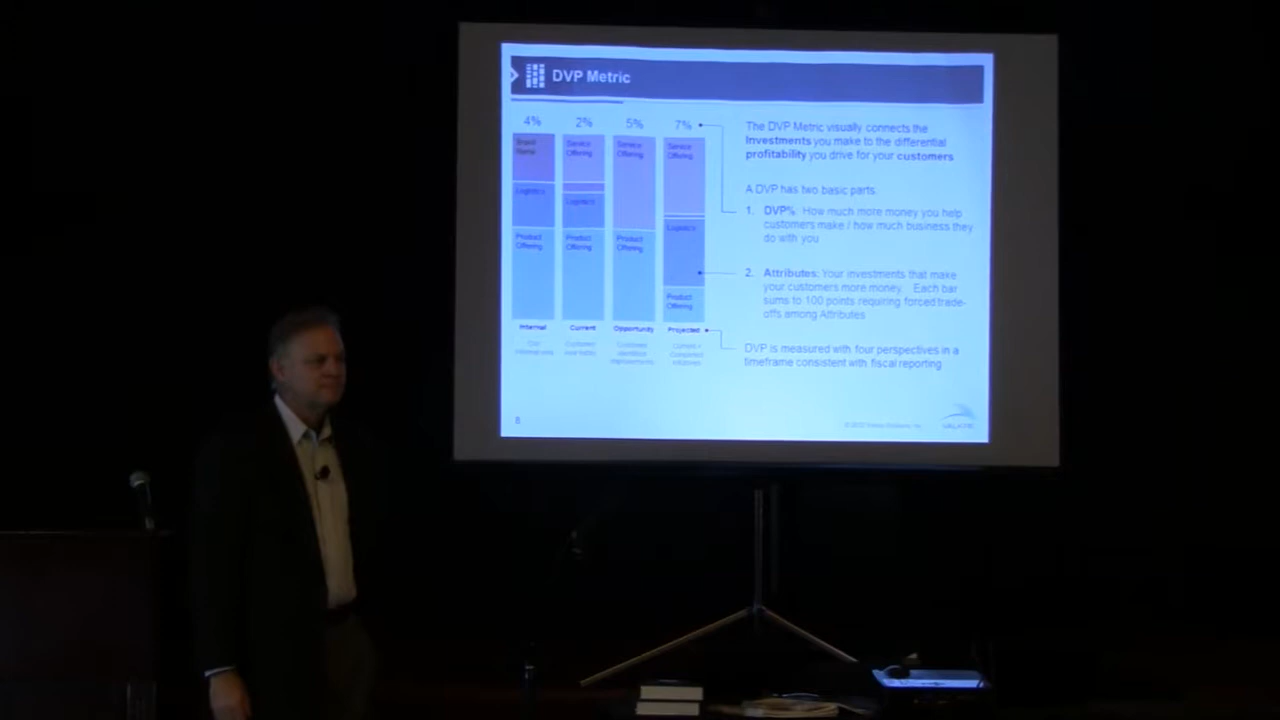 DVP Metric
4% 2% 5% 7%
Brand Name
Logistics
Product Offering
Service Offering
Logistics
Product Offering
Service Offering
Product Offering
Service Offering
Logistics
Product Offering
Internal Current Opportunity Projected
The DVP Metric visually connects the
Investments you make to the differential
profitability you drive for your customers
A DVP has two basic parts.
1. DVP% How much more money you help
customers make / how much business they
do with you
2. Attributes: Your investments that make
your customers more money. Each bar
sums to 100 points requiring forced trade-
offs among Attributes
DVP is measured with four perspectives in a
timeframe consistent with fiscal reporting